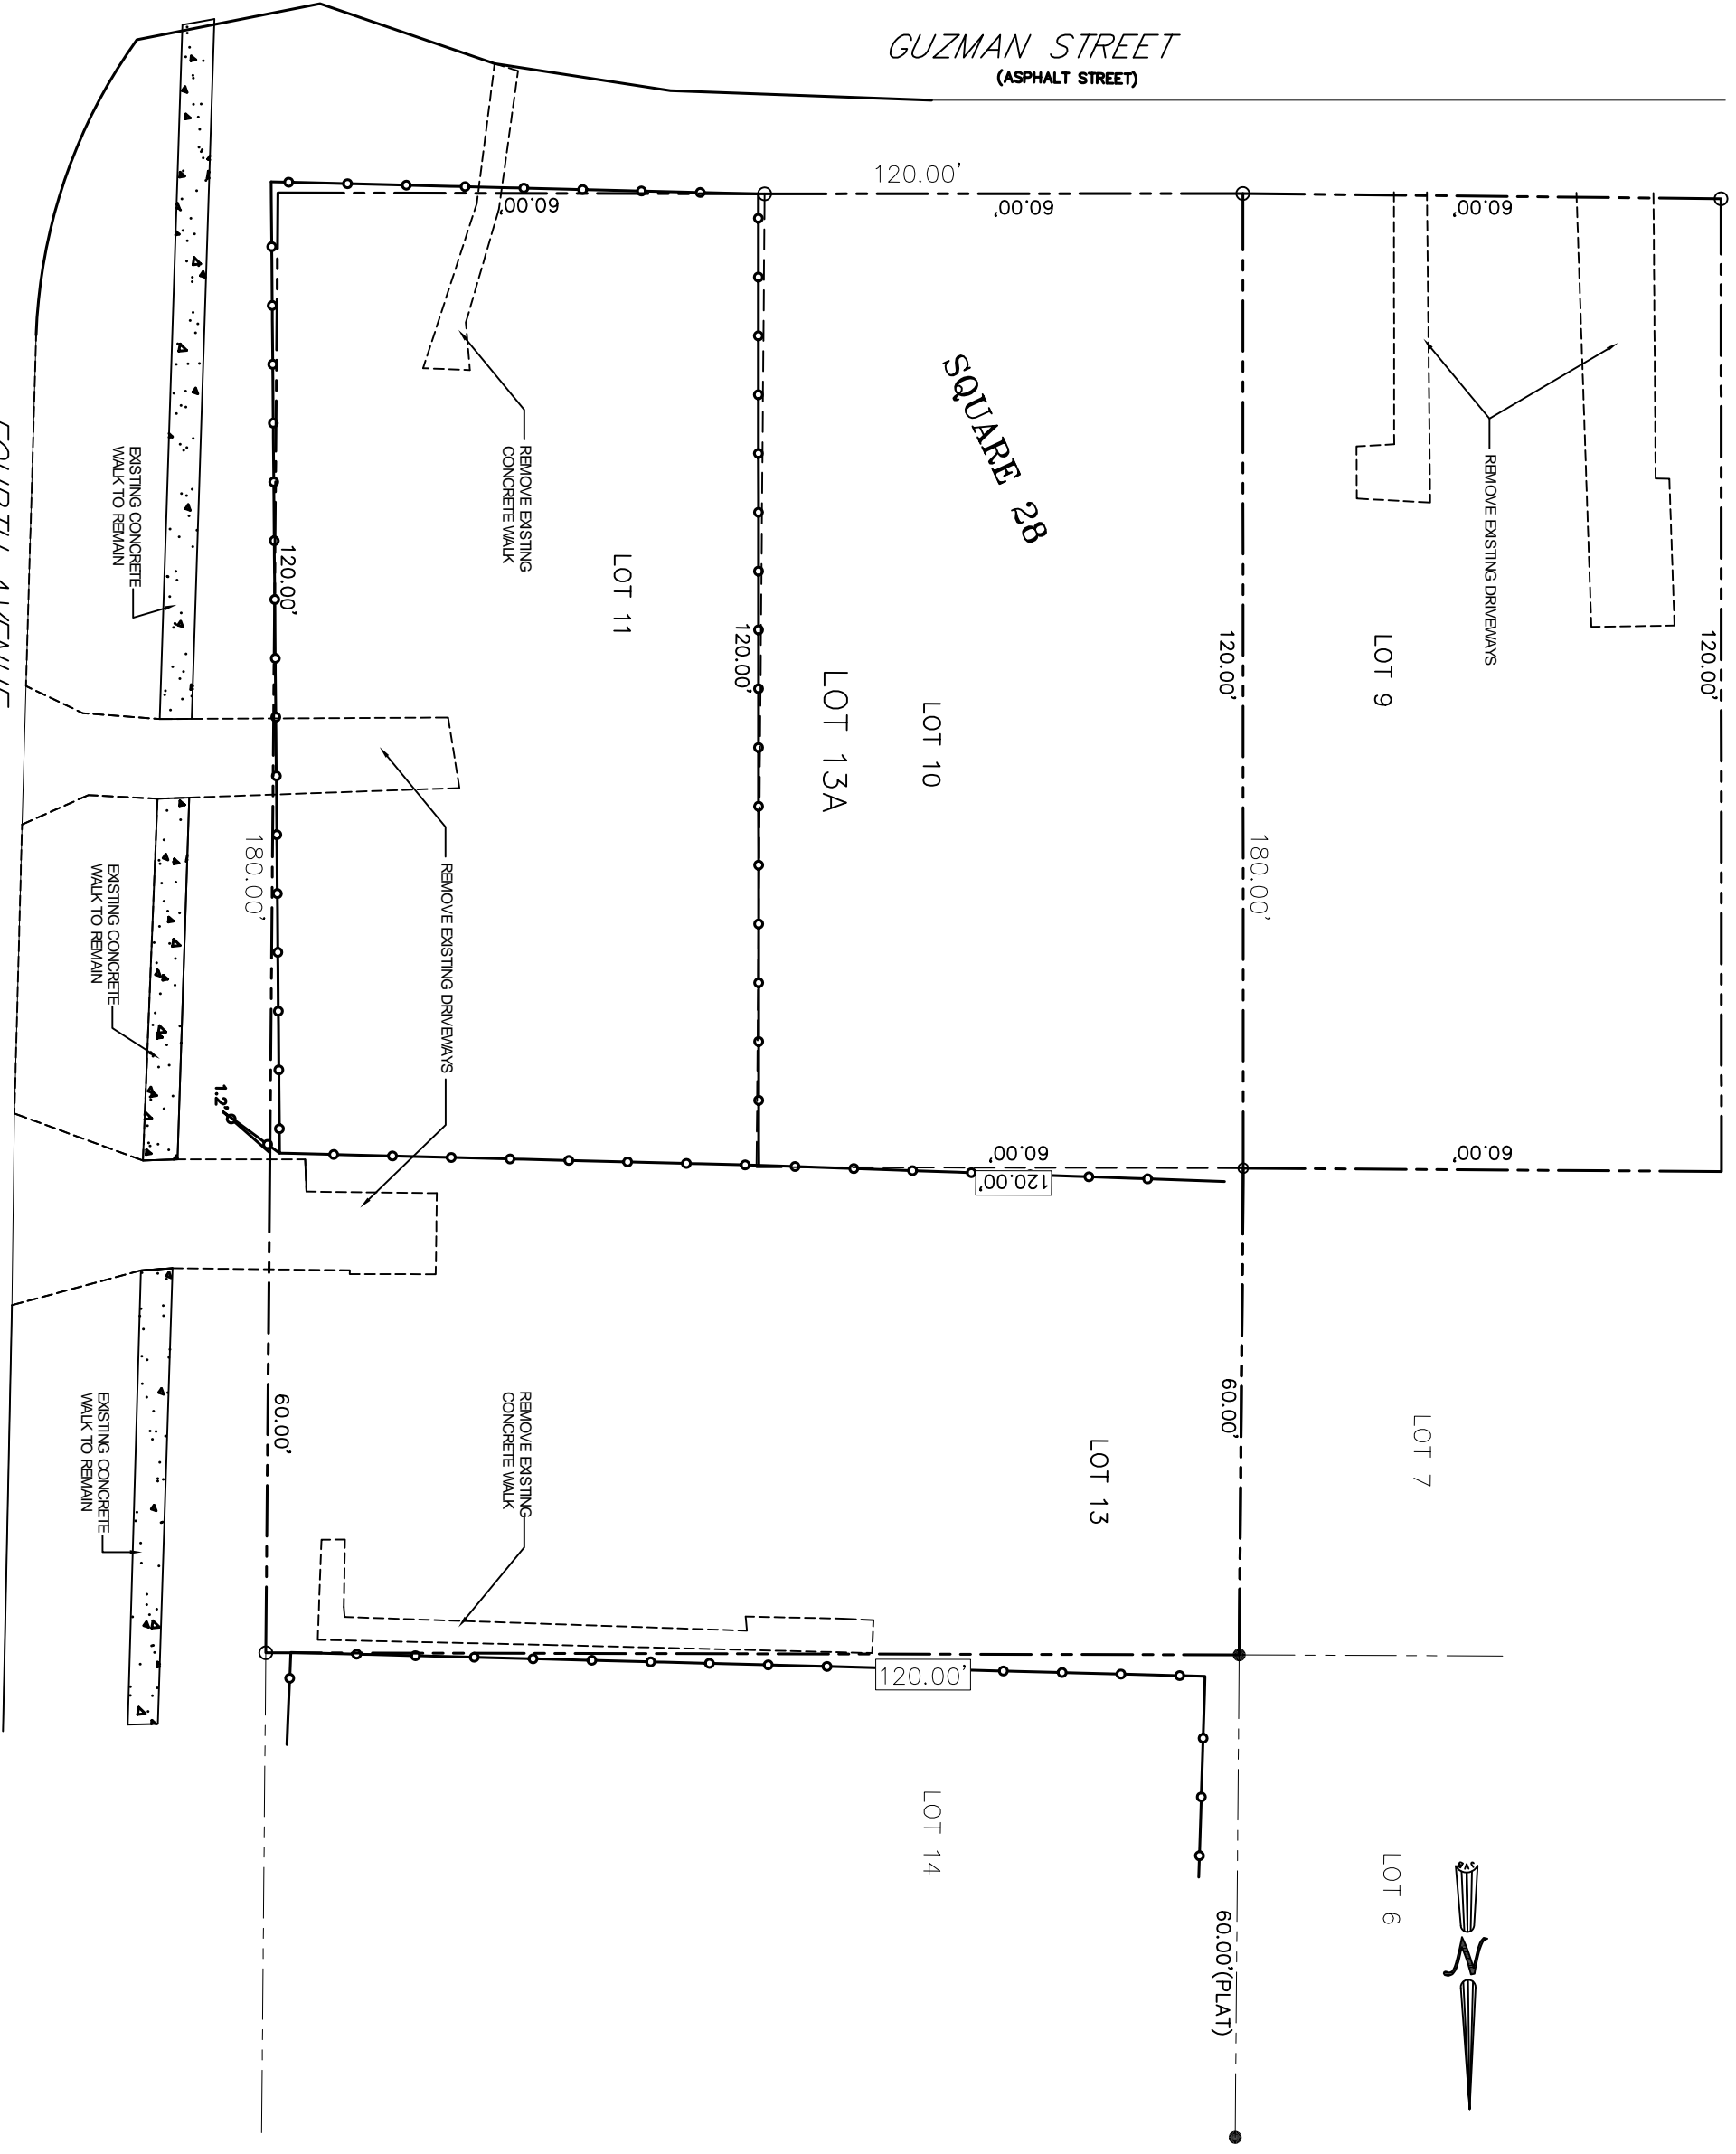 GUZMAN STREET
(ASPHALT STREET)
120.00'
60.00'
60.00'
60.00'
SQUARE 28
REMOVE EXISTING DRIVEWAYS
REMOVE EXISTING
CONCRETE WALK
EXISTING CONCRETE
WALK TO REMAIN
LOT 11
120.00'
120.00'
120.00'
120.00'
LOT 9
LOT 10
LOT 13A
180.00'
180.00'
REMOVE EXISTING DRIVEWAYS
EXISTING CONCRETE
WALK TO REMAIN
1.2'
60.00'
60.00'
120.00'
60.00'
60.00'
LOT 7
LOT 13
REMOVE EXISTING
CONCRETE WALK
EXISTING CONCRETE
WALK TO REMAIN
120.00'
LOT 14
LOT 6
60.00'(PLAT)
N